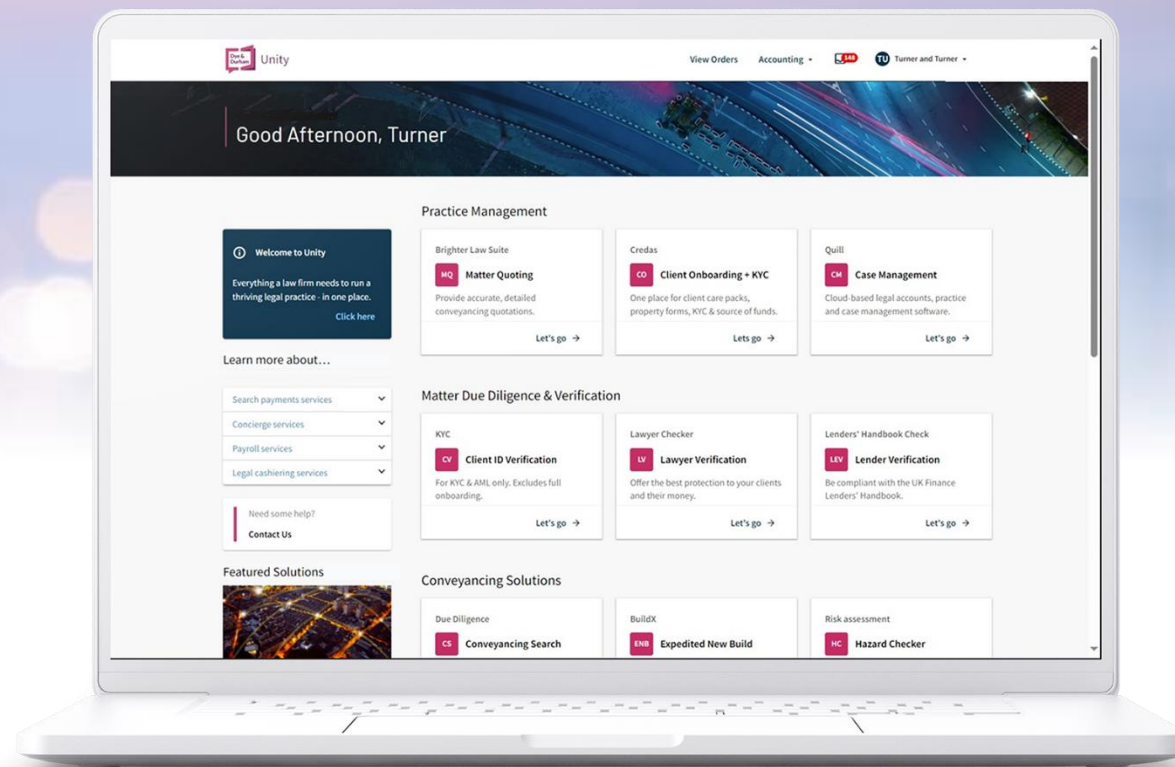 Dye &
Durham
Unity
View Orders
Accounting
148
TU
Turner and Turner
Good Afternoon, Turner
Welcome to Unity
Everything a law firm needs to run a
thriving legal practice - in one place.
Click here
Learn more about...
Search payments services
Concierge services
Payroll services
Legal cashiering services
Need some help?
Contact Us
Featured Solutions
Practice Management
Brighter Law Suite
MQ Matter Quoting
Provide accurate, detailed
conveyancing quotations.
Let's go →
Credas
CO Client Onboarding + KYC
One place for client care packs,
property forms, KYC & source of funds.
Lets go →
Quill
CM Case Management
Cloud-based legal accounts, practice
and case management software.
Let's go →
Matter Due Diligence & Verification
KYC
CV Client ID Verification
For KYC & AML only. Excludes full
onboarding.
Let's go →
Lawyer Checker
LV Lawyer Verification
Offer the best protection to your clients
and their money.
Let's go →
Lenders' Handbook Check
LEV Lender Verification
Be compliant with the UK Finance
Lenders' Handbook.
Let's go →
Conveyancing Solutions
Due Diligence
CS Conveyancing Search
BuildX
ENB Expedited New Build
Risk assessment
HC Hazard Checker